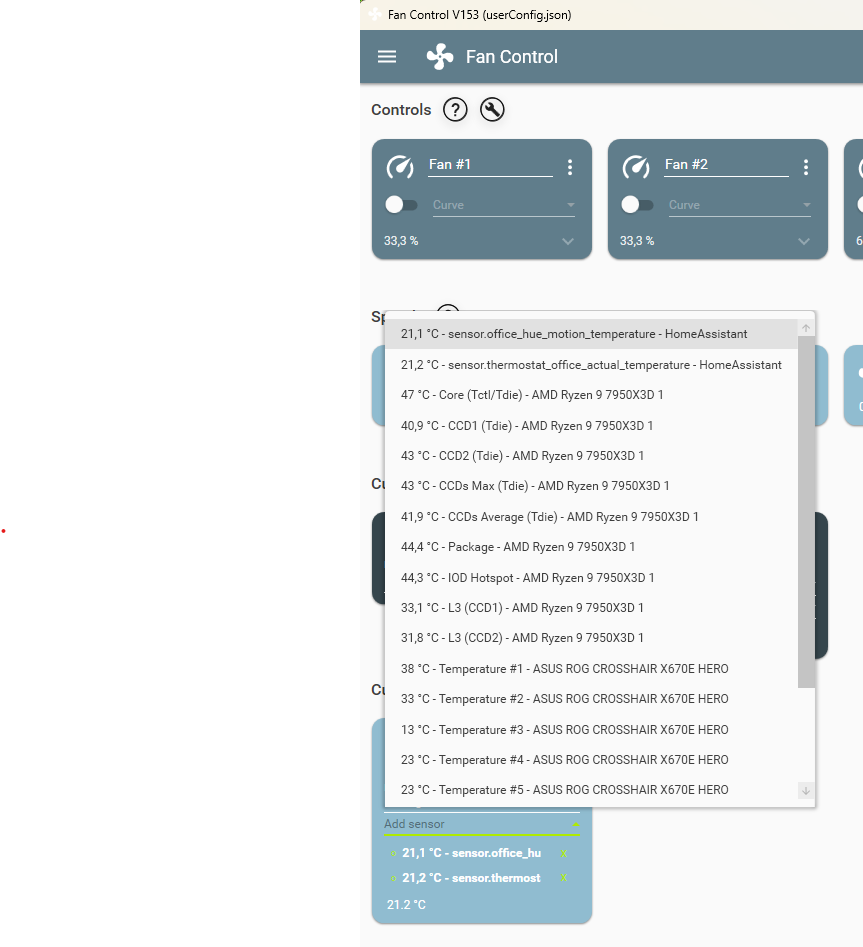 Fan Control V153 (userConfig.json)
Fan Control
Controls ?
Fan #1
Fan #2
Curve
Curve
33,3 %
33,3 %
6
Sp
21,1 °C - sensor.office_hue_motion_temperature - HomeAssistant
21,2 °C - sensor.thermostat_office_actual_temperature - HomeAssistant
47 °C - Core (Tctl/Tdie) - AMD Ryzen 9 7950X3D 1
40,9 °C - CCD1 (Tdie) - AMD Ryzen 9 7950X3D 1
43 °C - CCD2 (Tdie) - AMD Ryzen 9 7950X3D 1
Cu
43 °C - CCDs Max (Tdie) - AMD Ryzen 9 7950X3D 1
41,9 °C - CCDs Average (Tdie) - AMD Ryzen 9 7950X3D 1
44,4 °C - Package - AMD Ryzen 9 7950X3D 1
44,3 °C - IOD Hotspot - AMD Ryzen 9 7950X3D 1
33,1 °C - L3 (CCD1) - AMD Ryzen 9 7950X3D 1
31,8 °C - L3 (CCD2) - AMD Ryzen 9 7950X3D 1
38 °C - Temperature #1 - ASUS ROG CROSSHAIR X670E HERO
Cu
33 °C - Temperature #2 - ASUS ROG CROSSHAIR X670E HERO
13 °C - Temperature #3 - ASUS ROG CROSSHAIR X670E HERO
23 °C - Temperature #4 - ASUS ROG CROSSHAIR X670E HERO
23 °C - Temperature #5 - ASUS ROG CROSSHAIR X670E HERO
Add sensor
21,1 °C - sensor.office_hu x
21,2 °C - sensor.thermost x
21.2 °C